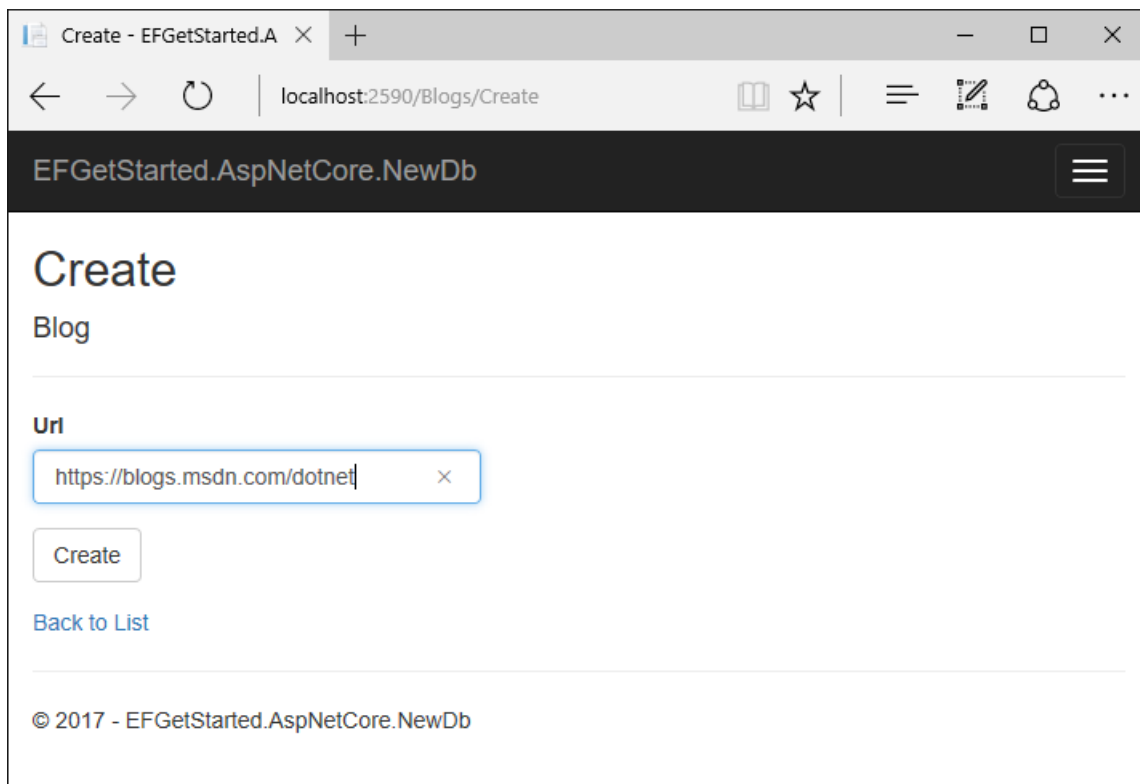 Create - EFGetStarted.A
localhost:2590/Blogs/Create
EFGetStarted.AspNetCore.NewDb
Create
Blog
Url
https://blogs.msdn.com/dotnet
Create
Back to List
© 2017 - EFGetStarted.AspNetCore.NewDb